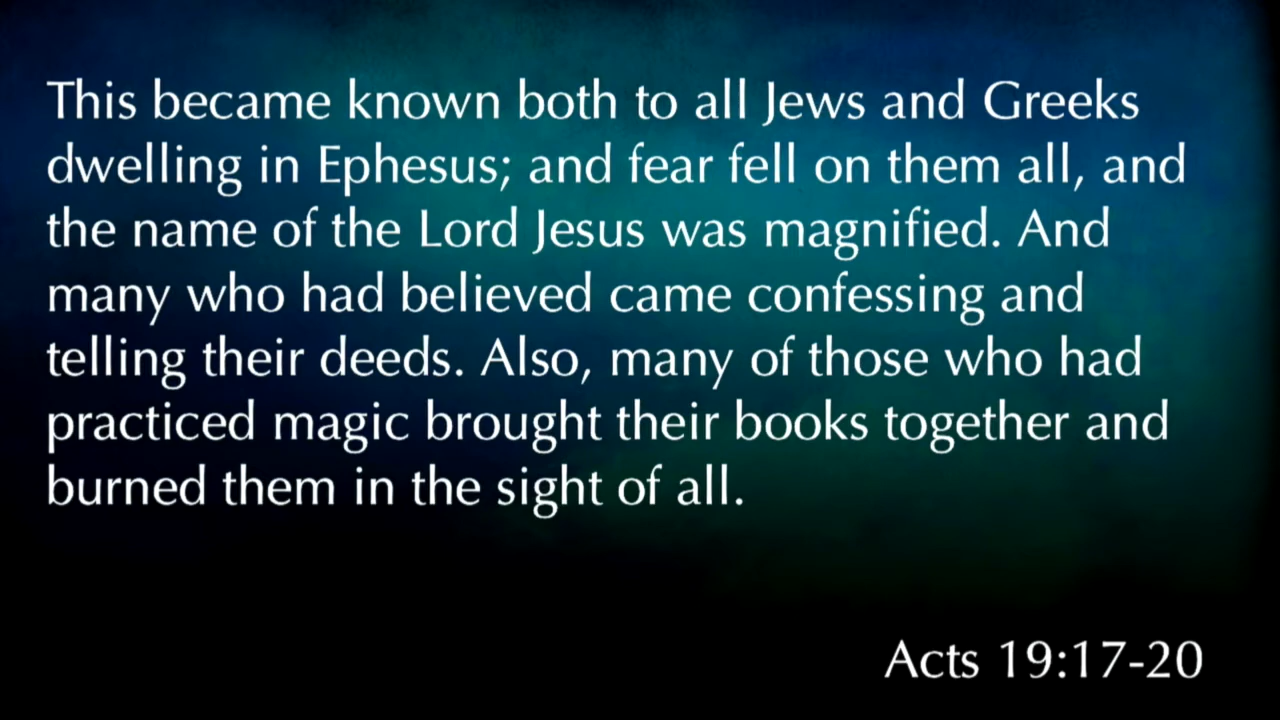 This became known both to all Jews and Greeks
dwelling in Ephesus; and fear fell on them all, and
the name of the Lord Jesus was magnified. And
many who had believed came confessing and
telling their deeds. Also, many of those who had
practiced magic brought their books together and
burned them in the sight of all.
Acts 19:17-20